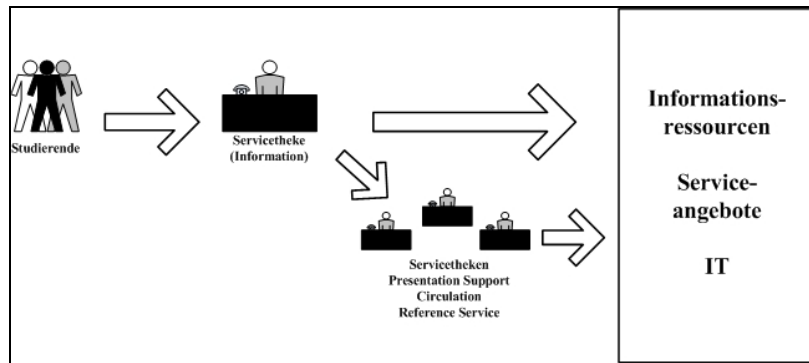 Studierende
Servicetheke
(Information)
Servicetheken
Presentation Support
Circulation
Reference Service
Informations-
ressourcen
Service-
angebote
IT